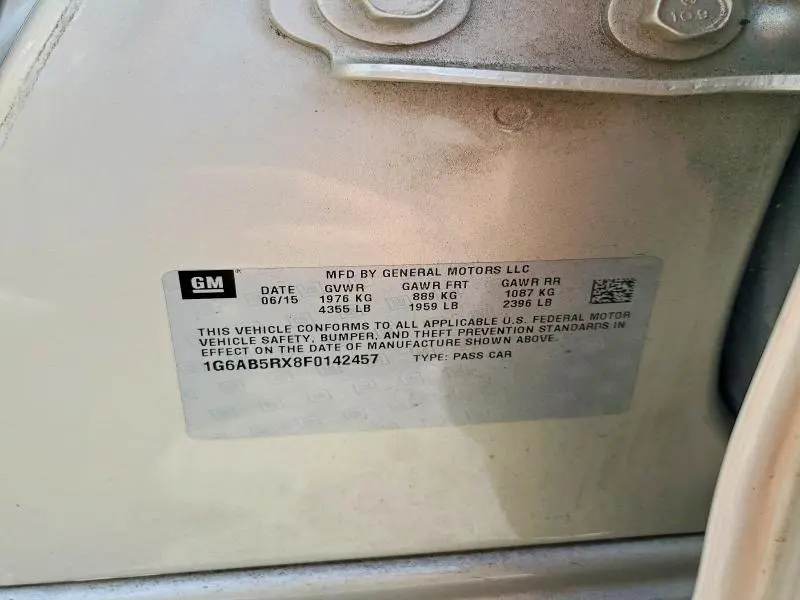 10.9
GM
MFD BY GENERAL MOTORS LLC
DATE GVWR GAWR FRT GAWR RR
06/15 1976 KG 889 KG 1087 KG
4355 LB 1959 LB 2396 LB
THIS VEHICLE CONFORMS TO ALL APPLICABLE U.S. FEDERAL MOTOR
VEHICLE SAFETY, BUMPER, AND THEFT PREVENTION STANDARDS IN
EFFECT ON THE DATE OF MANUFACTURE SHOWN ABOVE.
1G6AB5RX8F0142457 TYPE: PASS CAR